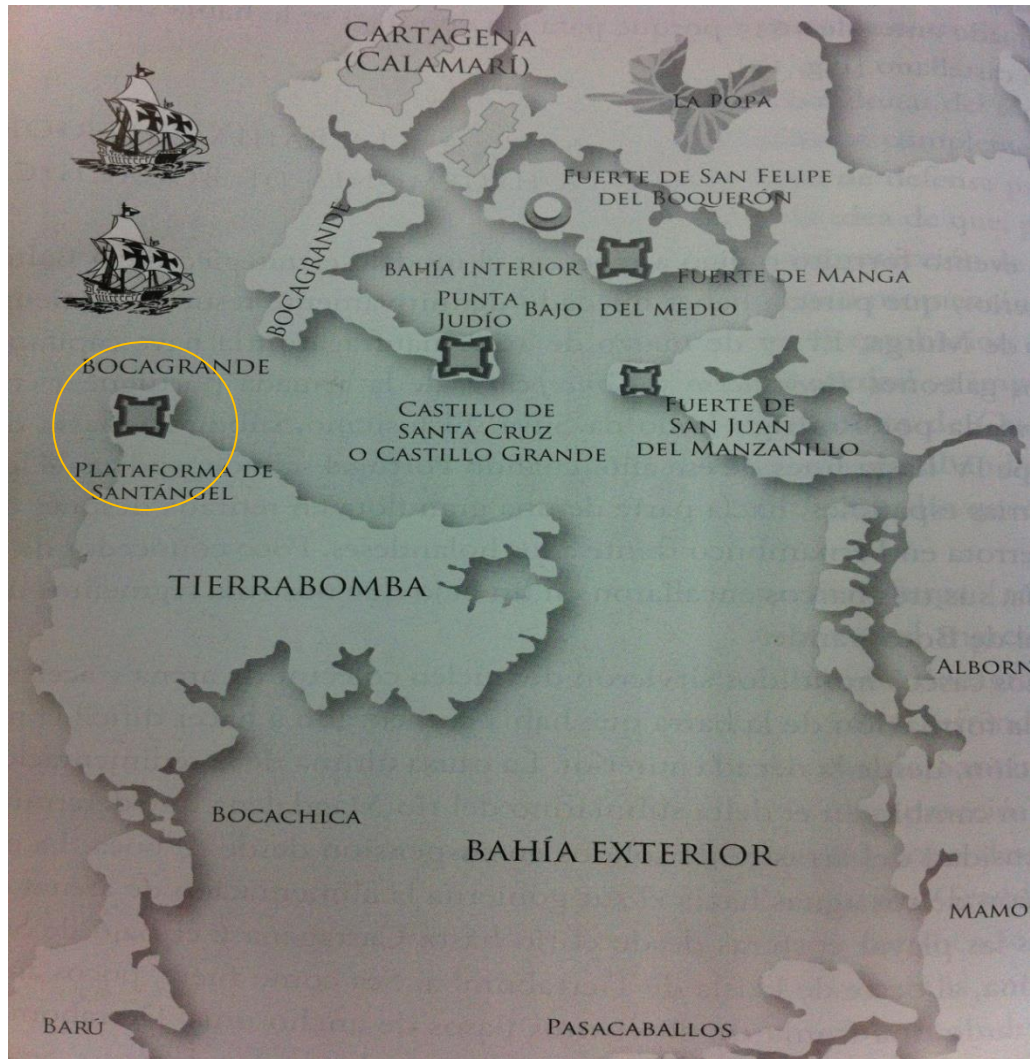 CARTAGENA
(CALAMARÍ)
LA POPA
FUERTE DE SAN FELIPE
DEL BOQUERÓN
BOCAGRANDE
BAHÍA INTERIOR
FUERTE DE MANGA
PUNTA
JUDÍO
BAJO DEL MEDIO
BOCAGRANDE
CASTILLO DE
SANTA CRUZ
O CASTILLO GRANDE
FUERTE DE
SAN JUAN
DEL MANZANILLO
PLATAFORMA DE
SANTÁNGEL
TIERRABOMBA
ALBORN
BOCACHICA
BAHÍA EXTERIOR
MAMO
BARÚ
PASACABALLOS